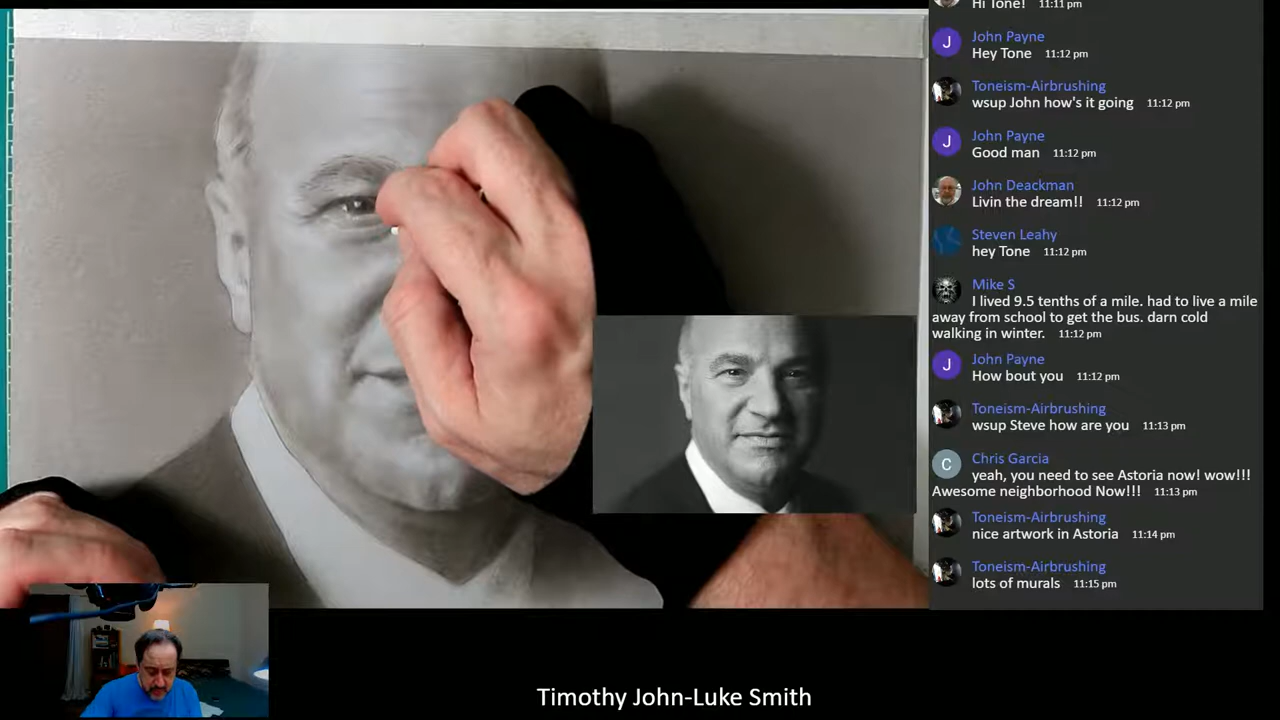 Hi Tone! 11:11 pm
John Payne
Hey Tone 11:12 pm
Toneism-Airbrushing
wsup John how's it going 11:12 pm
J
John Payne
Good man 11:12 pm
John Deackman
Livin the dream!! 11:12 pm
Steven Leahy
hey Tone 11:12 pm
Mike S
I lived 9.5 tenths of a mile. had to live a mile
away from school to get the bus. darn cold
walking in winter. 11:12 pm
J
John Payne
How bout you 11:12 pm
Toneism-Airbrushing
wsup Steve how are you 11:13 pm
C
Chris Garcia
yeah, you need to see Astoria now! wow!!!
Awesome neighborhood Now!!! 11:13 pm
Toneism-Airbrushing
nice artwork in Astoria 11:14 pm
Toneism-Airbrushing
lots of murals 11:15 pm
Timothy John-Luke Smith